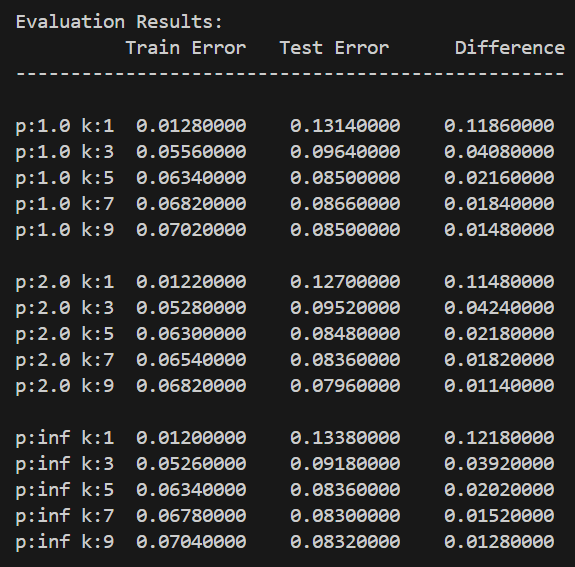 Evaluation Results:
Train Error Test Error Difference
--------------------------------------------------
p:1.0 k:1 0.01280000 0.13140000 0.11860000
p:1.0 k:3 0.05560000 0.09640000 0.04080000
p:1.0 k:5 0.06340000 0.08500000 0.02160000
p:1.0 k:7 0.06820000 0.08660000 0.01840000
p:1.0 k:9 0.07020000 0.08500000 0.01480000
p:2.0 k:1 0.01220000 0.12700000 0.11480000
p:2.0 k:3 0.05280000 0.09520000 0.04240000
p:2.0 k:5 0.06300000 0.08480000 0.02180000
p:2.0 k:7 0.06540000 0.08360000 0.01820000
p:2.0 k:9 0.06820000 0.07960000 0.01140000
p:inf k:1 0.01200000 0.13380000 0.12180000
p:inf k:3 0.05260000 0.09180000 0.03920000
p:inf k:5 0.06340000 0.08360000 0.02020000
p:inf k:7 0.06780000 0.08300000 0.01520000
p:inf k:9 0.07040000 0.08320000 0.01280000